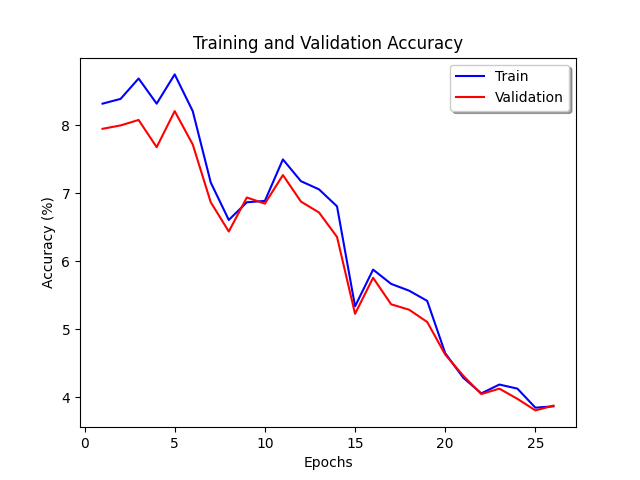 Training and Validation Accuracy
Train
Validation
Accuracy (%)
8
7
6
5
4
0 5 10 15 20 25
Epochs